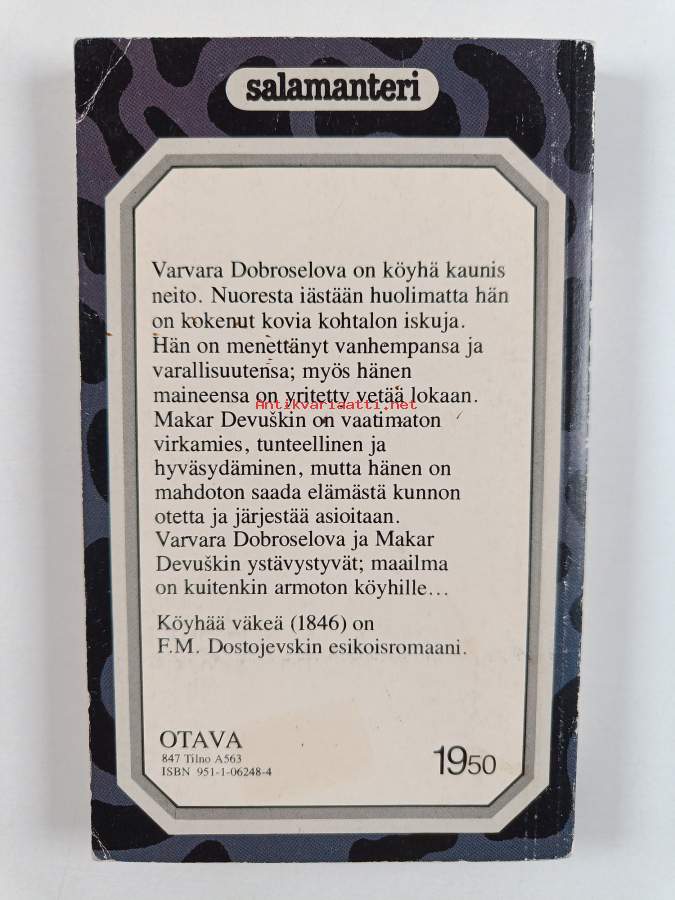 salamanteri
Varvara Dobroselova on köyhä kaunis
neito. Nuoresta iästään huolimatta hän
on kokenut kovia kohtalon iskuja.
Hän on menettänyt vanhempansa ja
varallisuutensa; myös hänen
maineensa on yritetty vetää lokaan.
Antikvariaatti.net
Makar Devuškin on vaatimaton
virkamies, tunteellinen ja
hyväsydäminen, mutta hänen on
mahdoton saada elämästä kunnon
otetta ja järjestää asioitaan.
Varvara Dobroselova ja Makar
Devuškin ystävystyvät; maailma
on kuitenkin armoton köyhille...
Köyhää väkeä (1846) on
F.M. Dostojevskin esikoisromaani.
OTAVA
847 Tilno A563
ISBN 951-1-06248-4
1950